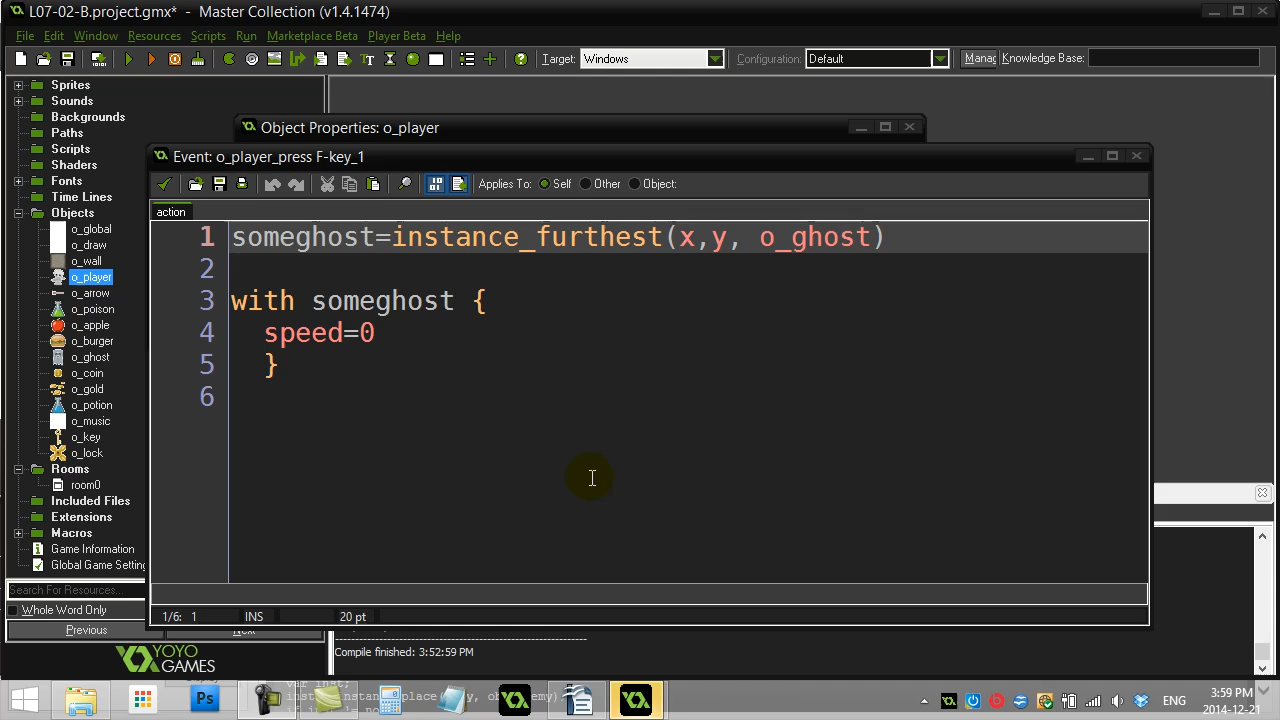 L07-02-B.project.gmx* - Master Collection (v1.4.1474)
File Edit Window Resources Scripts Run Marketplace Beta Player Beta Help
Target: Windows Configuration: Default Manag Knowledge Base:
Sprites
Sounds
Backgrounds
Paths
Scripts
Shaders
Fonts
Time Lines
Objects
o_global
o_draw
o_wall
o_player
o_arrow
o_poison
o_apple
o_burger
o_ghost
o_coin
o_gold
o_potion
o_music
o_key
o_lock
Rooms
room0
Included Files
Extensions
Macros
Game Information
Global Game Setting
Search For Resources...
Whole Word Only
Previous
YOYO
GAMES
Object Properties: o_player
Event: o_player_press F-key_1
Applies To: Self Other Object:
action
1 someghost=instance_furthest(x,y, o_ghost)
2
3 with someghost {
4 speed=0
5 }
6
1/6: 1 INS 20 pt
Compile finished: 3:52:59 PM
Ps
ENG
3:59 PM
2014-12-21